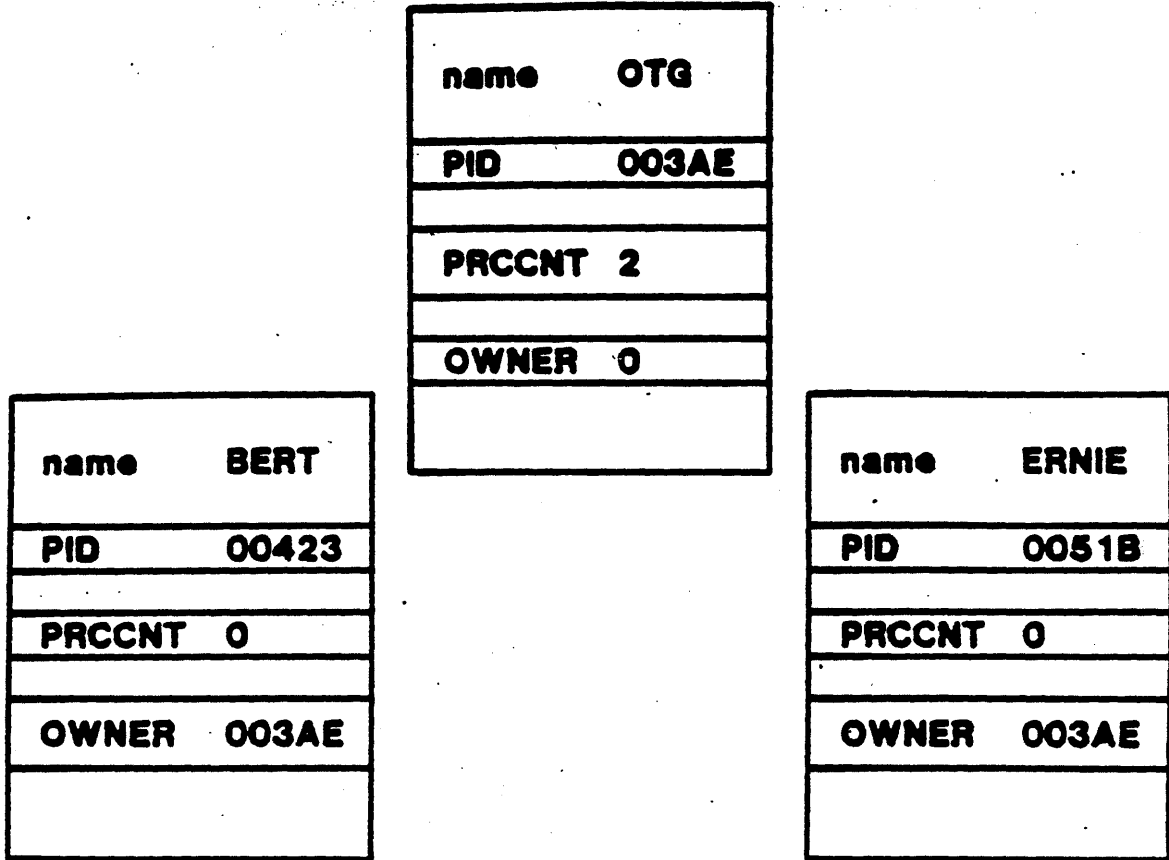 name OTG
PID 003AE
PRCCNT 2
OWNER 0
name BERT
PID 00423
PRCCNT 0
OWNER 003AE
name ERNIE
PID 0051B
PRCCNT 0
OWNER 003AE